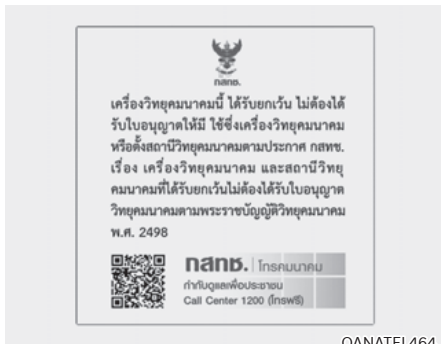 กสทช.
เครื่องวิทยุคมนาคมนี้ ได้รับยกเว้น ไม่ต้องได้
รับใบอนุญาตให้มี ใช้ซึ่งเครื่องวิทยุคมนาคม
หรือตั้งสถานีวิทยุคมนาคมตามประกาศ กสทช.
เรื่อง เครื่องวิทยุคมนาคม และสถานีวิทยุ
คมนาคมที่ได้รับยกเว้นไม่ต้องได้รับใบอนุญาต
วิทยุคมนาคมตามพระราชบัญญัติวิทยุคมนาคม
พ.ศ. 2498
กสทช. | โทรคมนาคม
กำกับดูแลเพื่อประชาชน
Call Center 1200 (โทรฟรี)
OANATEL464